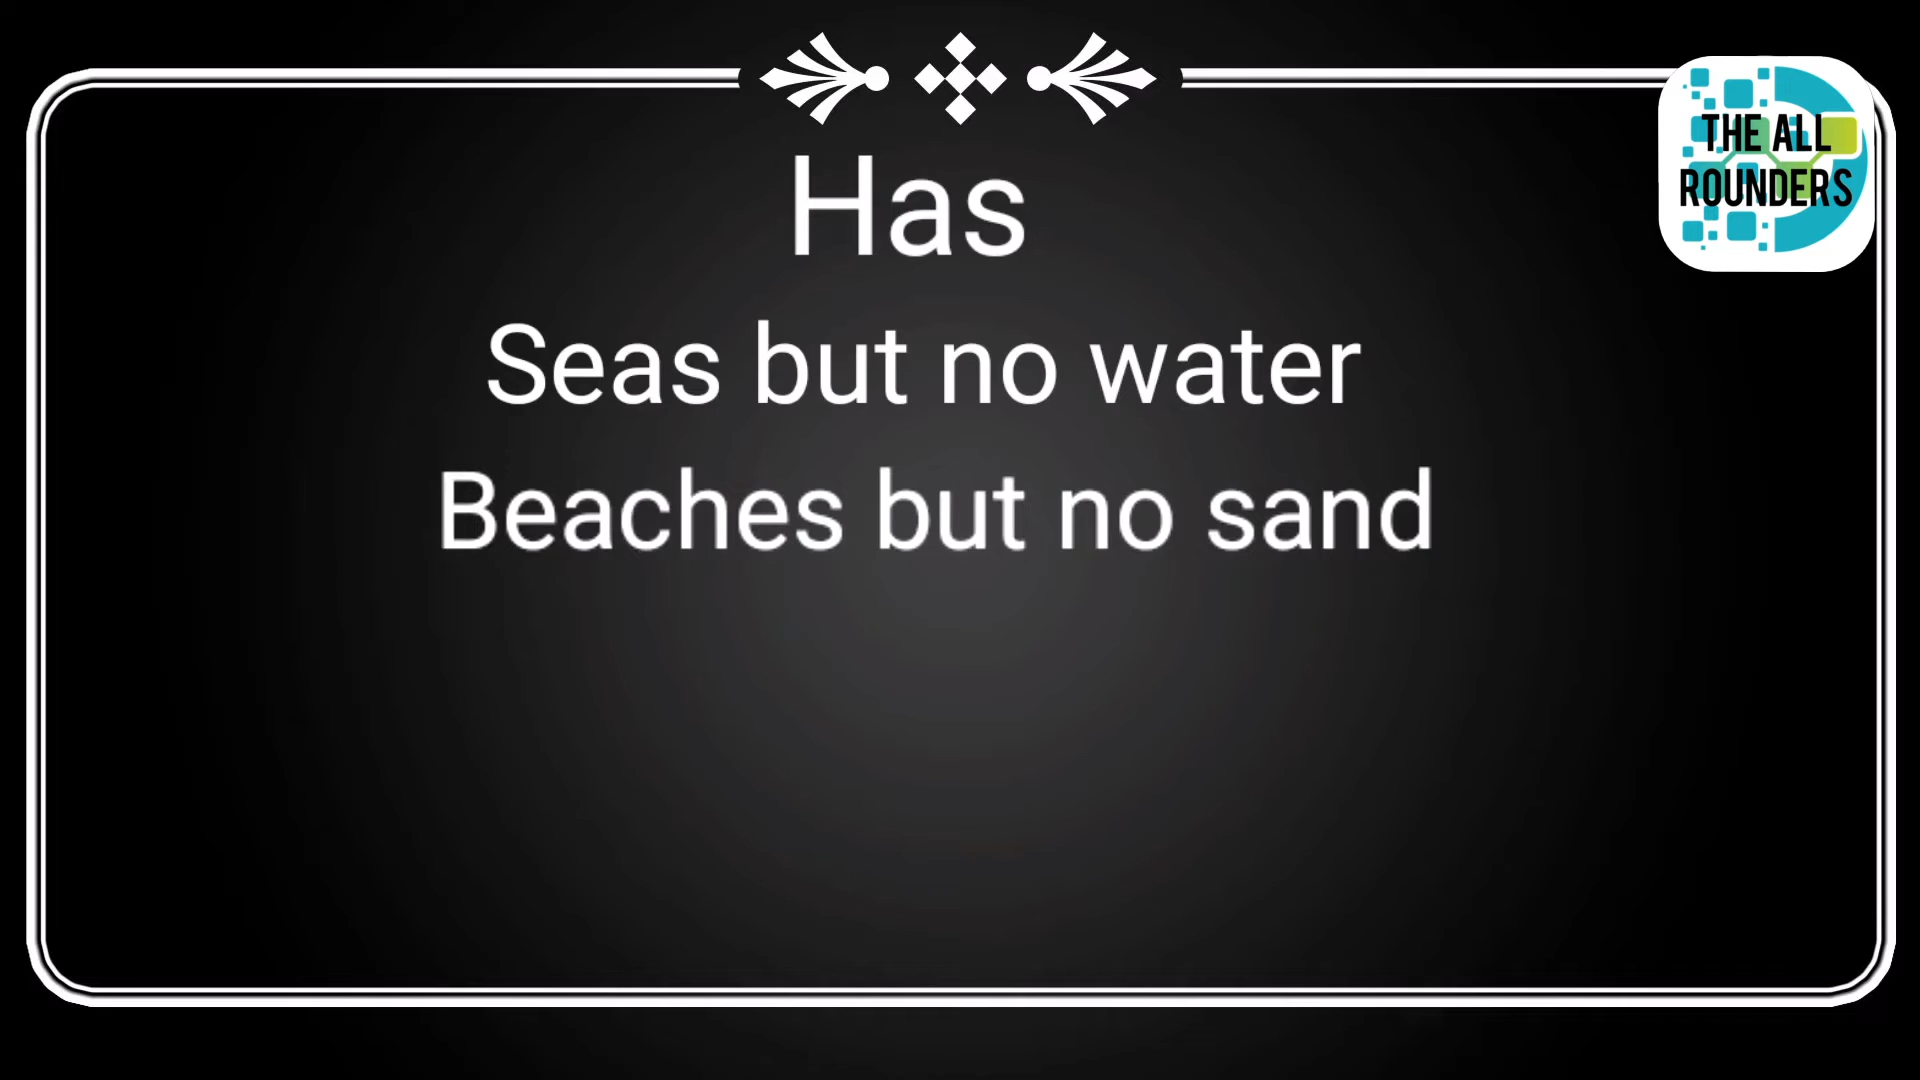 Has
THE ALL
ROUNDERS
Seas but no water
Beaches but no sand